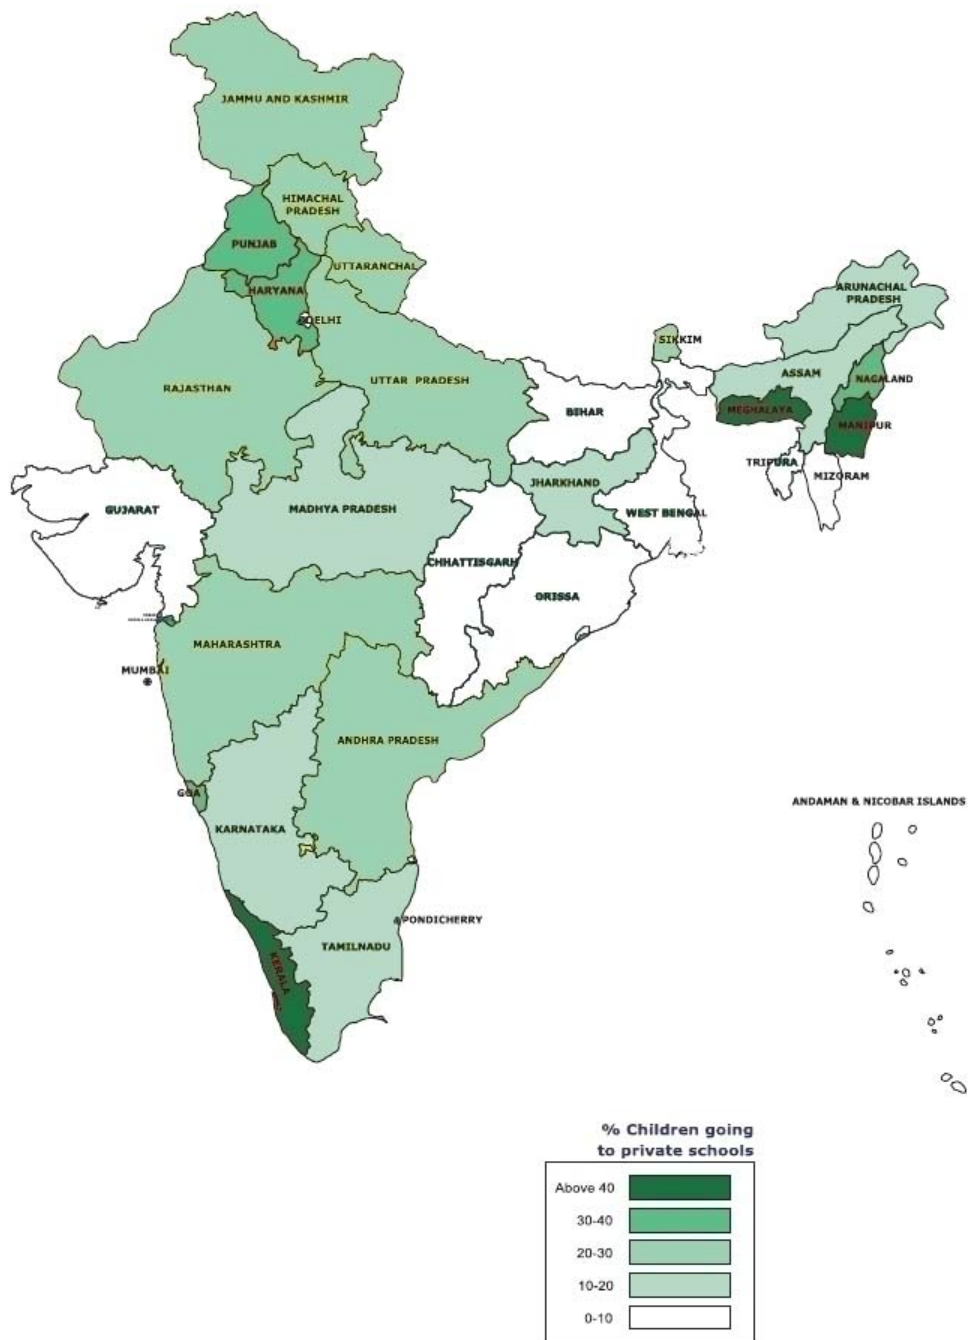 JAMMU AND KASHMIR
HIMACHAL
PRADESH
PUNJAB
UTTARANCHAL
HARYANA
DELHI
ARUNACHAL
PRADESH
SIKKIM
RAJASTHAN
UTTAR PRADESH
ASSAM
NAGALAND
BIHAR
MEGHALAYA
MANIPUR
TRIPURA
MIZORAM
JHARKHAND
GUJARAT
MADHYA PRADESH
WEST BENGAL
CHHATTISGARH
ORISSA
MAHARASHTRA
MUMBAI
ANDHRA PRADESH
GOA
ANDAMAN & NICOBAR ISLANDS
KARNATAKA
PONDICHERRY
TAMILNADU
KERALA
% Children going
to private schools
Above 40
30-40
20-30
10-20
0-10